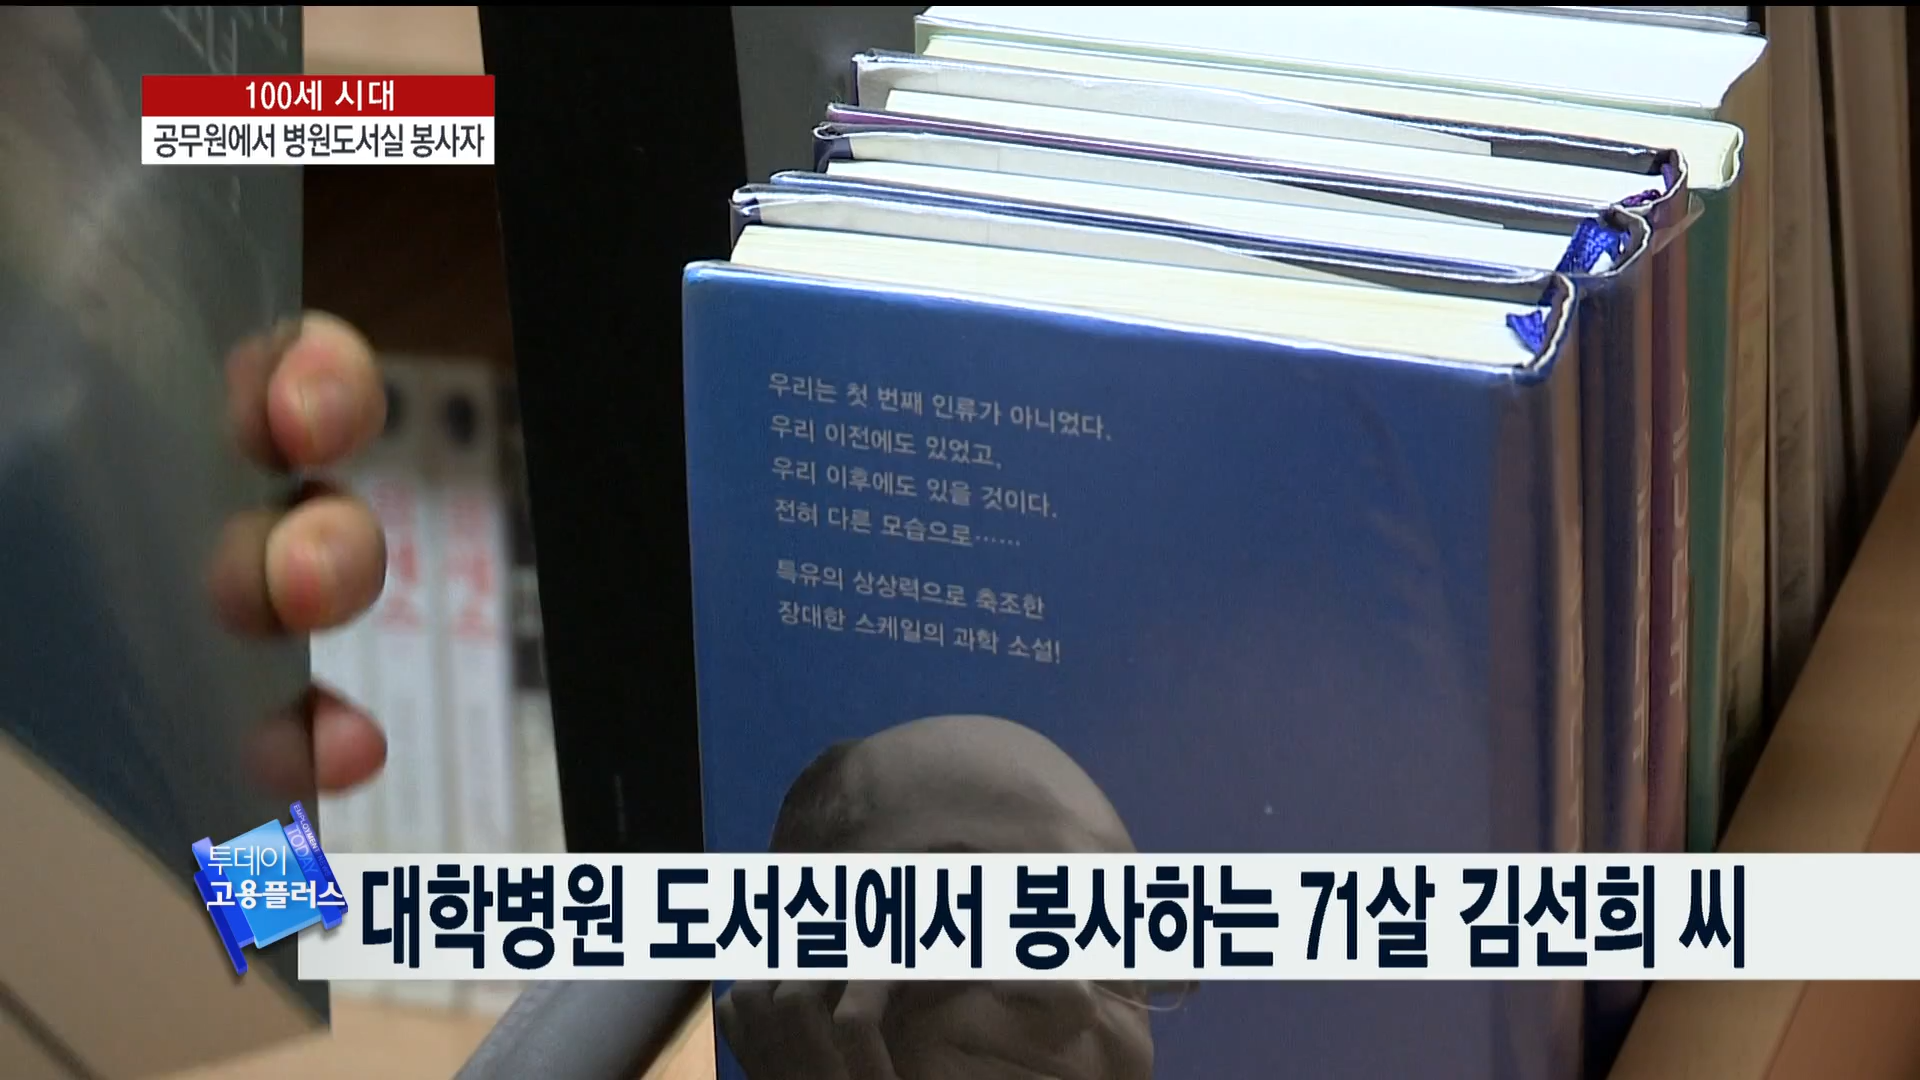 100세 시대
공무원에서 병원도서실 봉사자
우리는 첫 번째 인류가 아니었다.
우리 이전에도 있었고,
우리 이후에도 있을 것이다.
전혀 다른 모습으로……
특유의 상상력으로 축조한
장대한 스케일의 과학 소설!
EMPLOYMENT
TODAY
투데이
고용플러스
대학병원 도서실에서 봉사하는 71살 김선희 씨